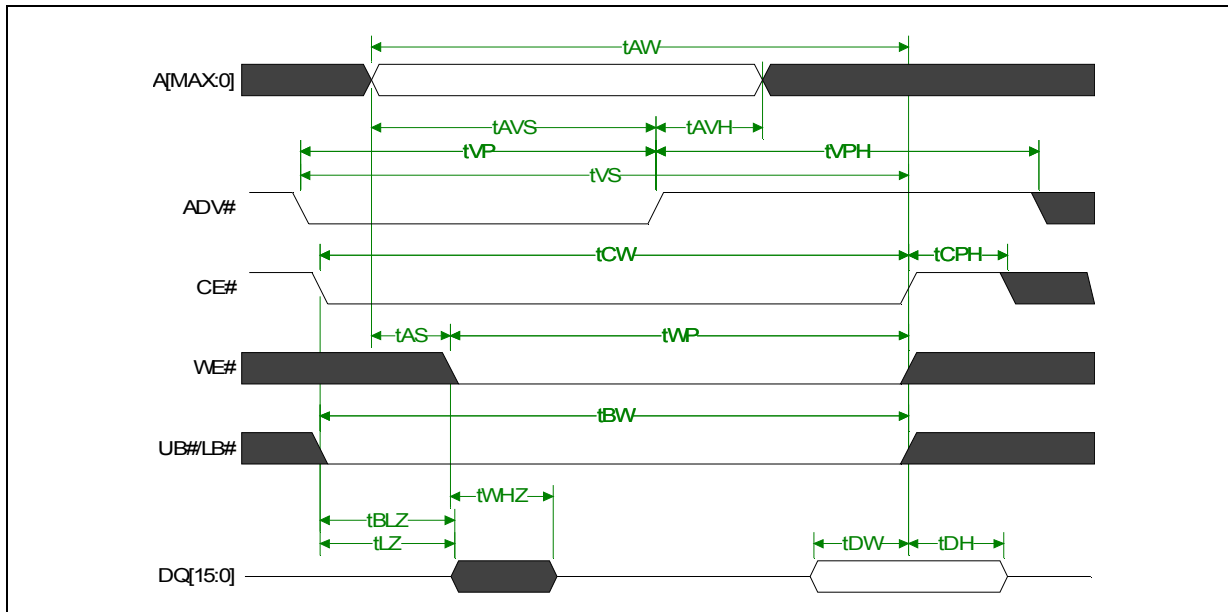 tAW
A[MAX:0]
tAVS
tAVH
tVP
tVPH
tVS
ADV#
tCW
tCPH
CE#
tAS
tWP
WE#
tBW
UB#/LB#
tWHZ
tBLZ
tLZ
tDW
tDH
DQ[15:0]